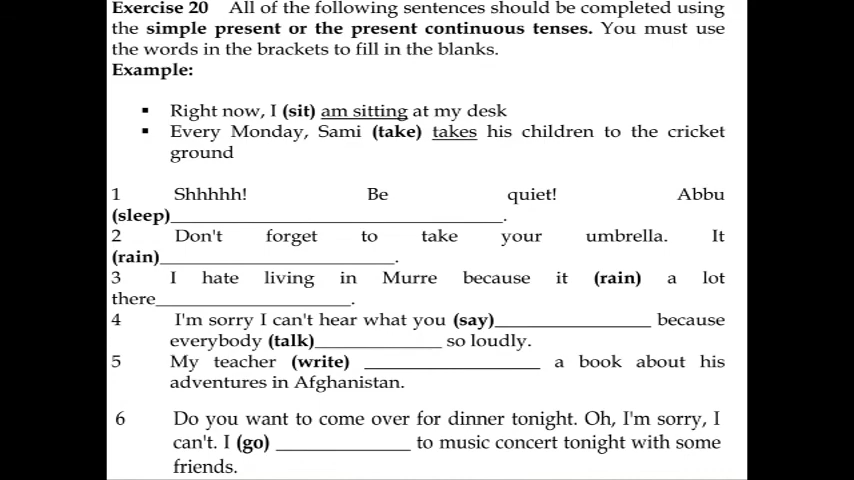 Exercise 20 All of the following sentences should be completed using
the simple present or the present continuous tenses. You must use
the words in the brackets to fill in the blanks.
Example:
▪ Right now, I (sit) am sitting at my desk
▪ Every Monday, Sami (take) takes his children to the cricket
ground
1 Shhhhh! Be quiet! Abbu
(sleep)____________________________________.
2 Don't forget to take your umbrella. It
(rain)_________________________.
3 I hate living in Murre because it (rain) a lot
there_____________________.
4 I'm sorry I can't hear what you (say)_________________ because
everybody (talk)_____________ so loudly.
5 My teacher (write) ___________________ a book about his
adventures in Afghanistan.
6 Do you want to come over for dinner tonight. Oh, I'm sorry, I
can't. I (go) ______________ to music concert tonight with some
friends.